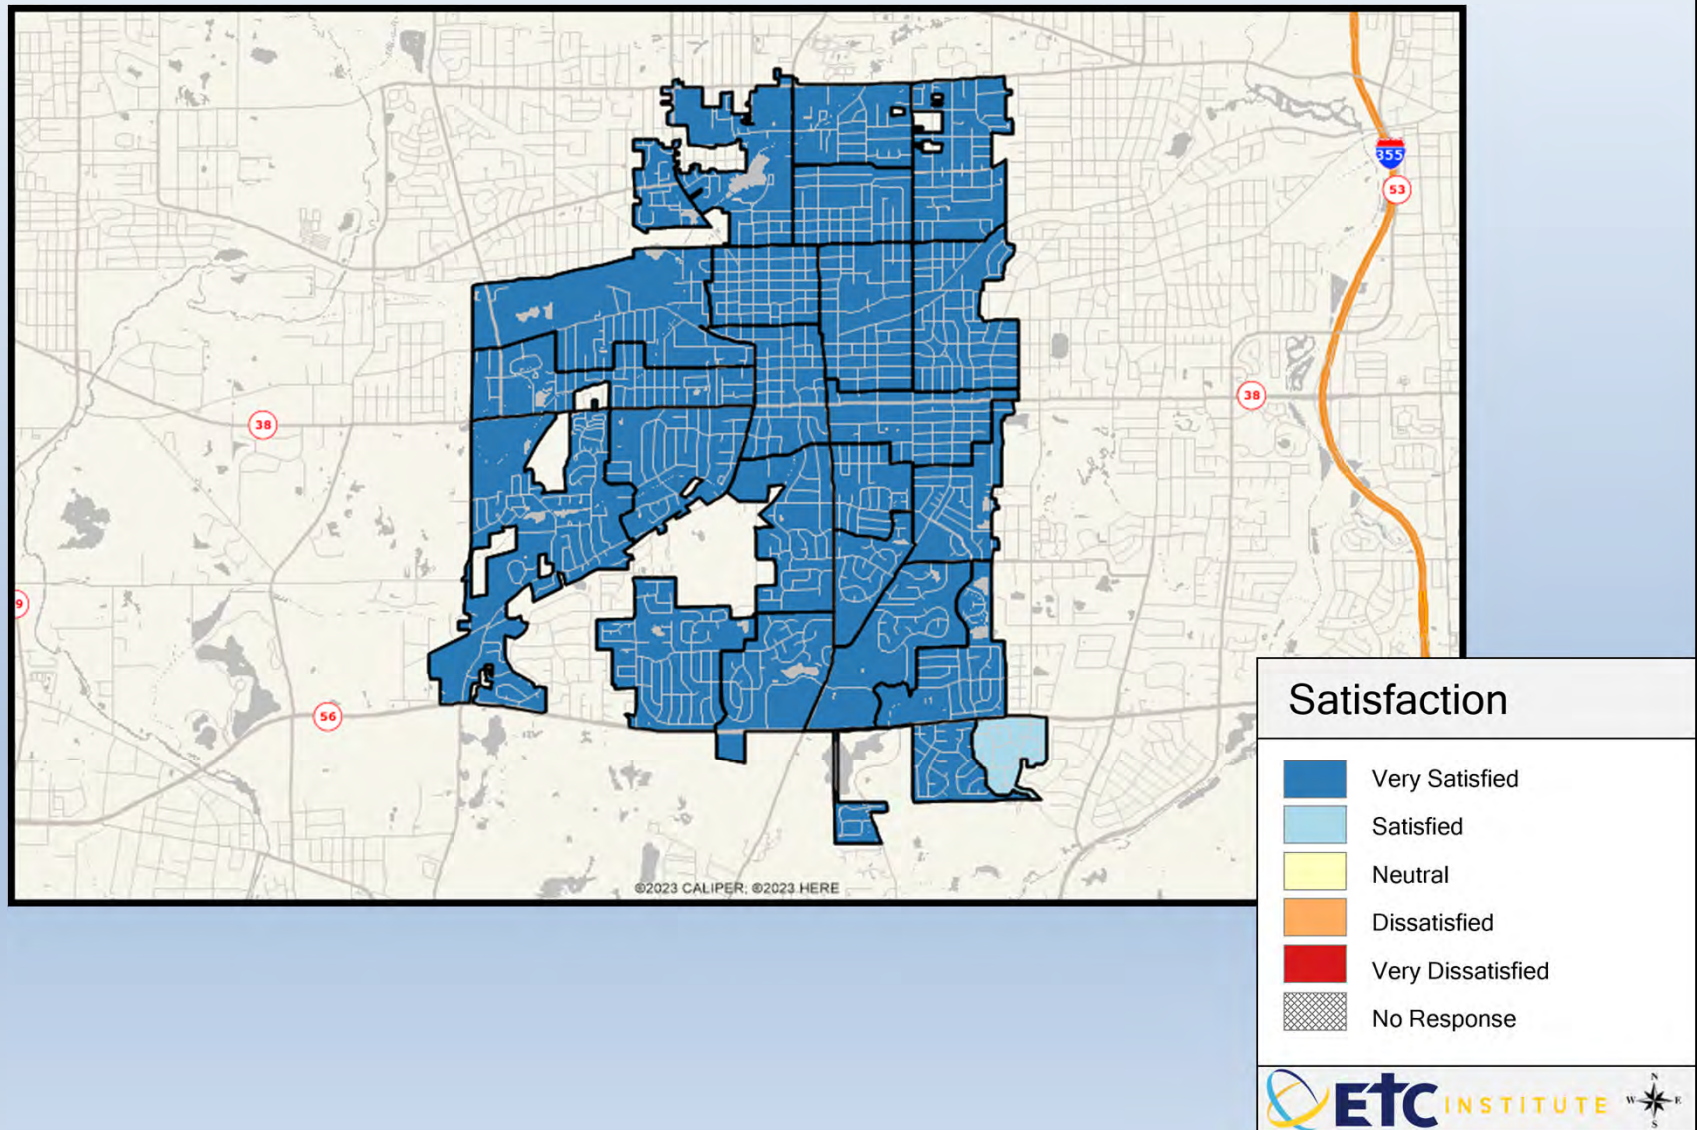 355
53
38
38
9
56
©2023 CALIPER; ©2023 HERE
Satisfaction
Very Satisfied
Satisfied
Neutral
Dissatisfied
Very Dissatisfied
No Response
ETC INSTITUTE
N
W E
S